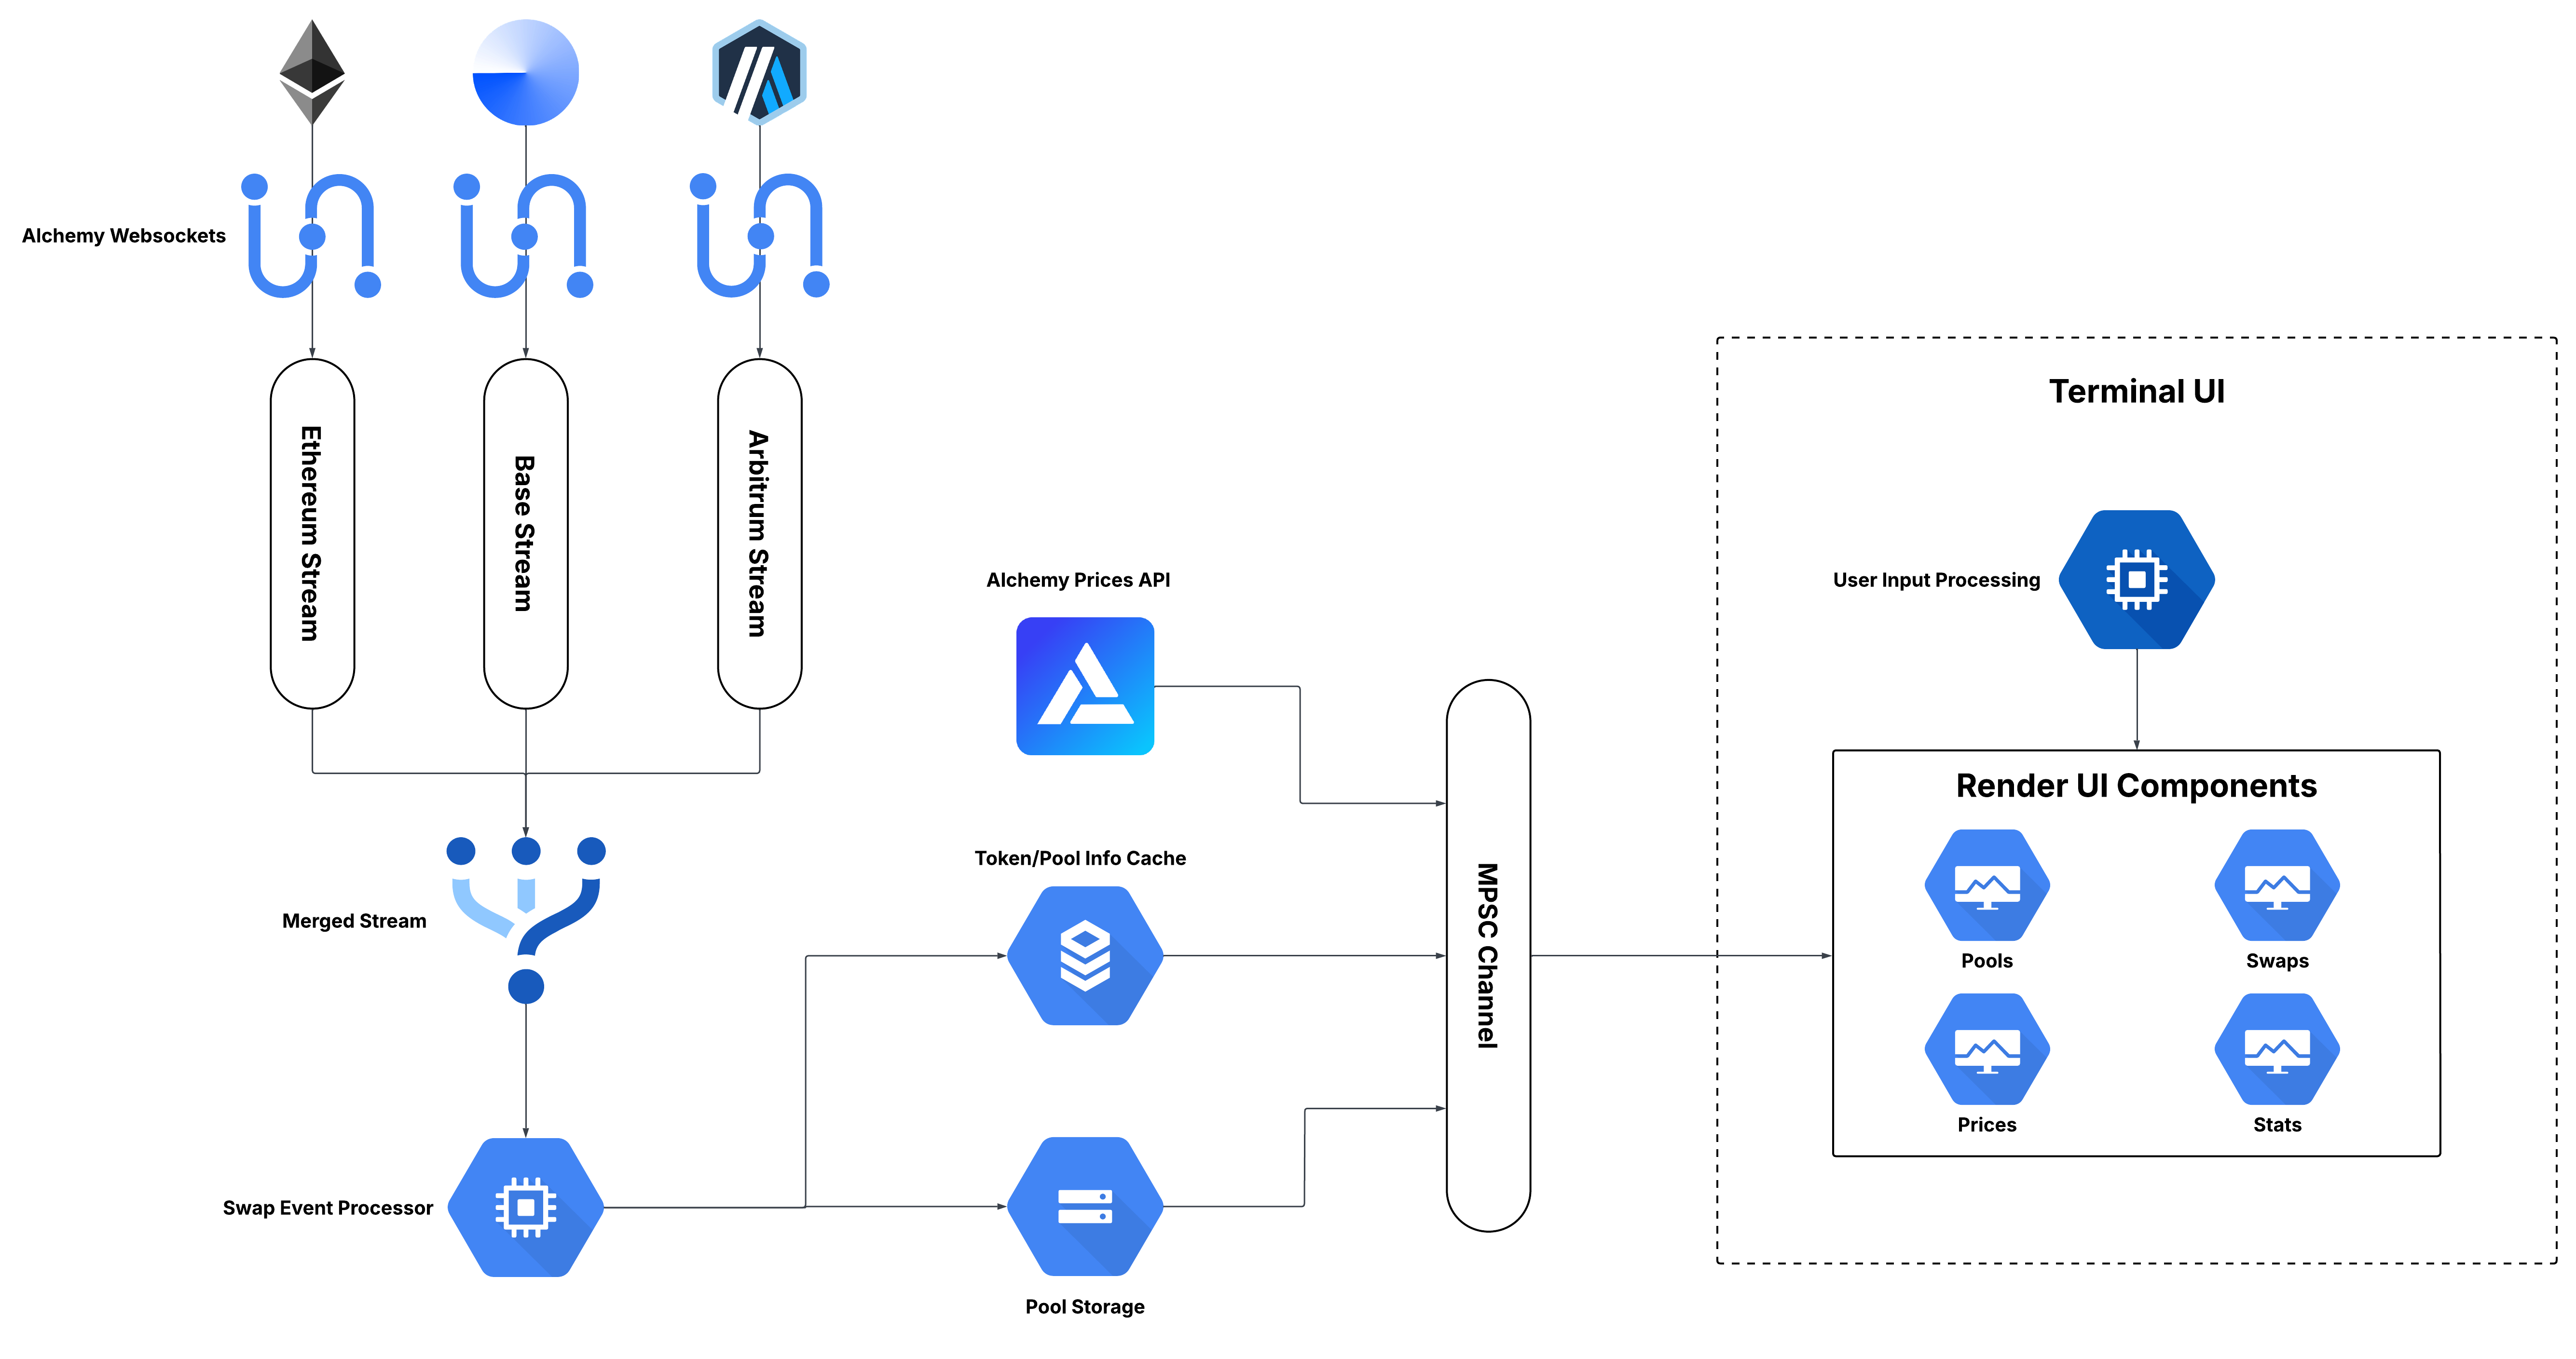 Alchemy Websockets
Ethereum Stream
Base Stream
Arbitrum Stream
Merged Stream
Swap Event Processor
Alchemy Prices API
Token/Pool Info Cache
Pool Storage
MPSC Channel
Terminal UI
User Input Processing
Render UI Components
Pools
Swaps
Prices
Stats